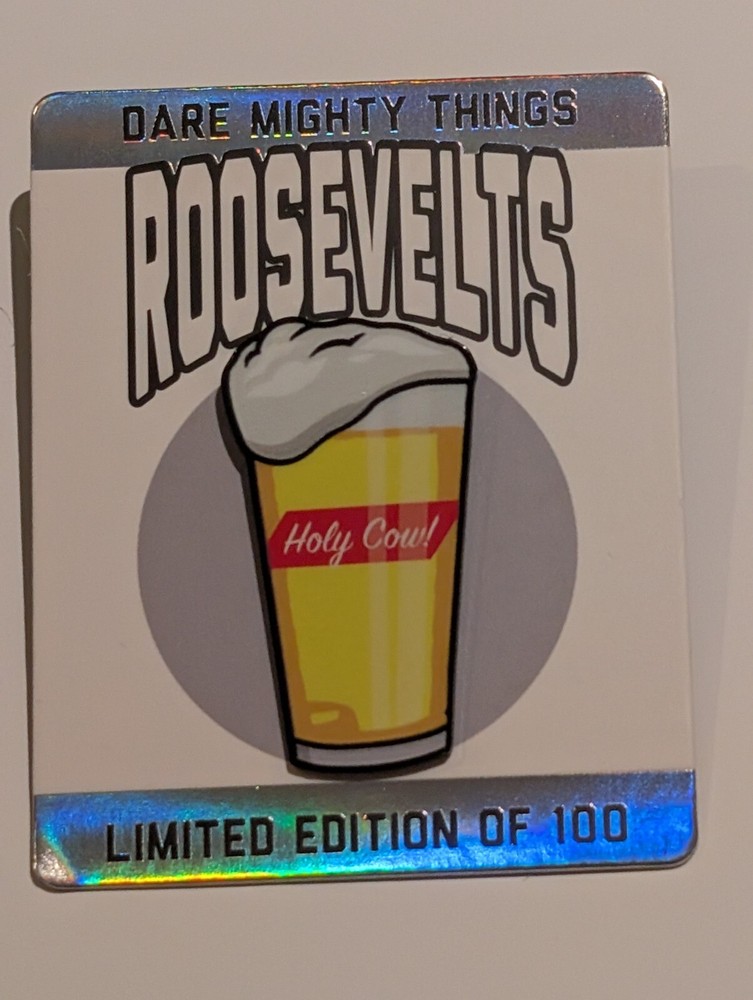 DARE MIGHTY THINGS
ROOSEVELTS
Holy Cow!
LIMITED EDITION OF 100